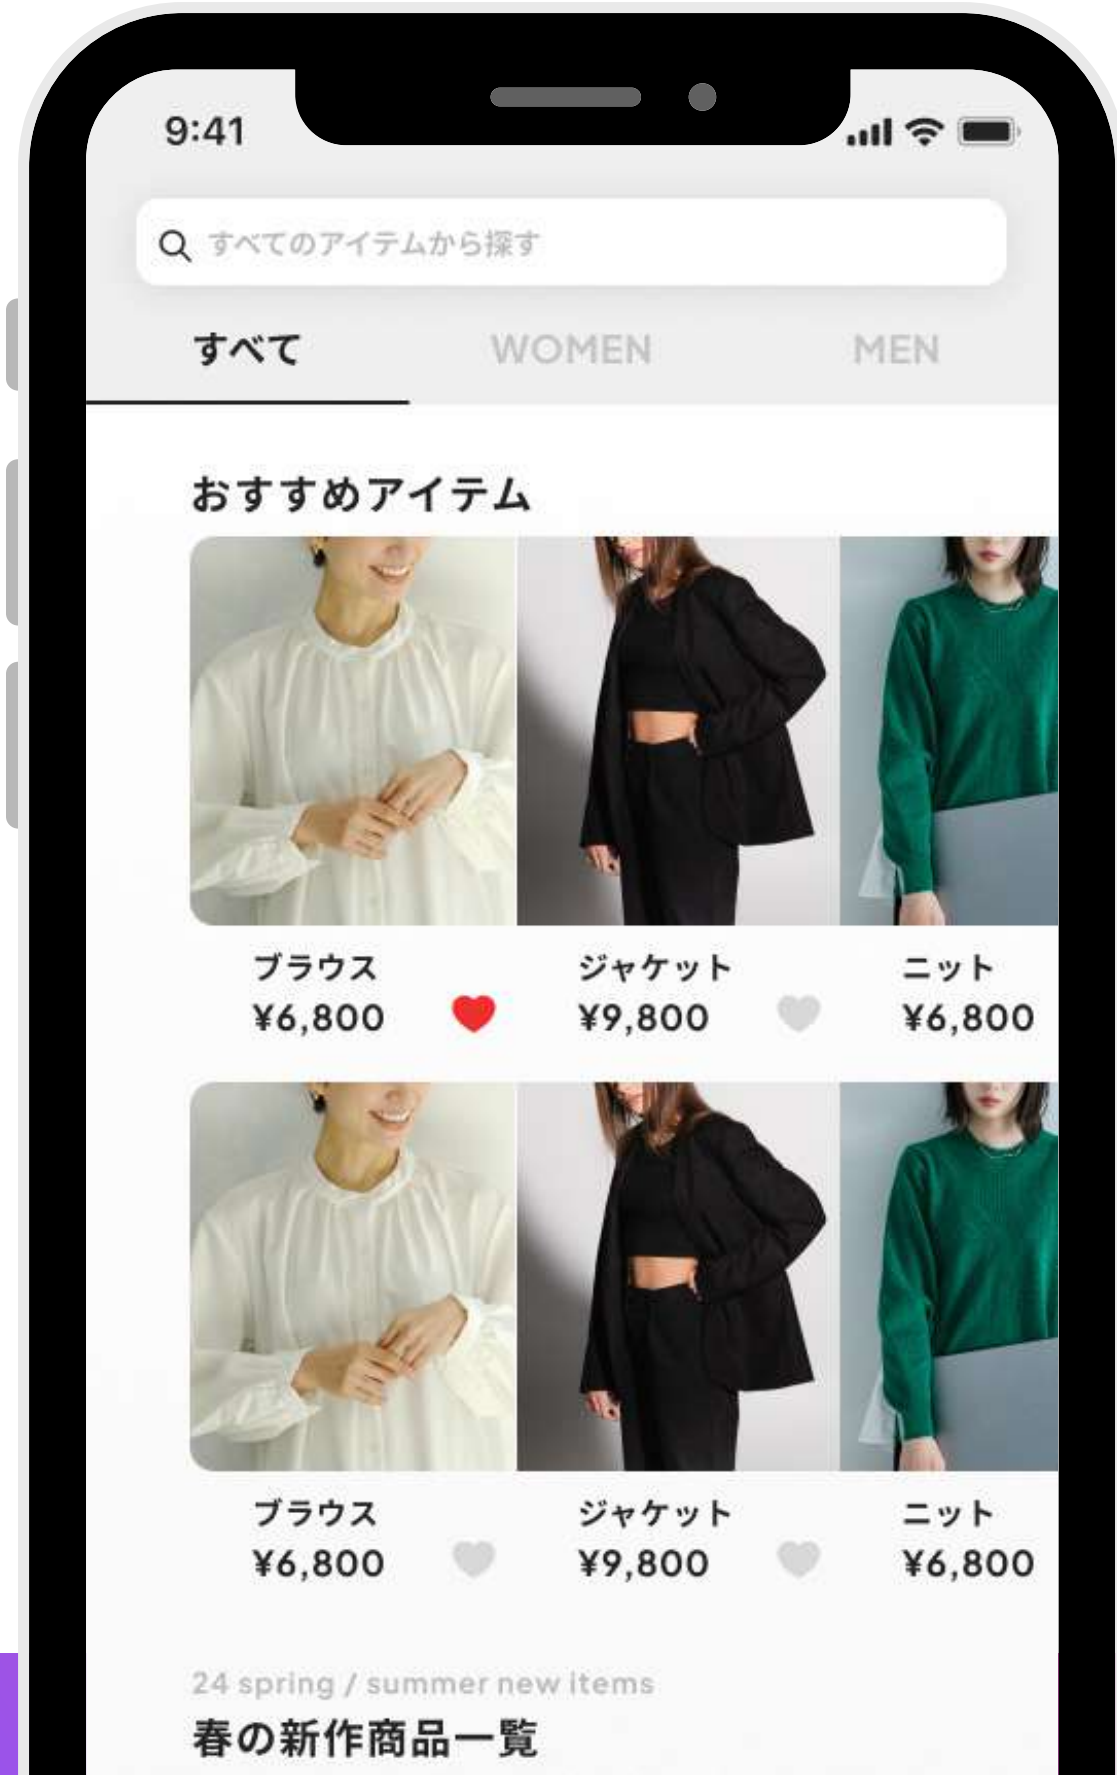 9:41
すべてのアイテムから探す
すべて WOMEN MEN
おすすめアイテム
ブラウス ジャケット ニット
¥6,800 ¥9,800 ¥6,800
ブラウス ジャケット ニット
¥6,800 ¥9,800 ¥6,800
24 spring / summer new items
春の新作商品一覧